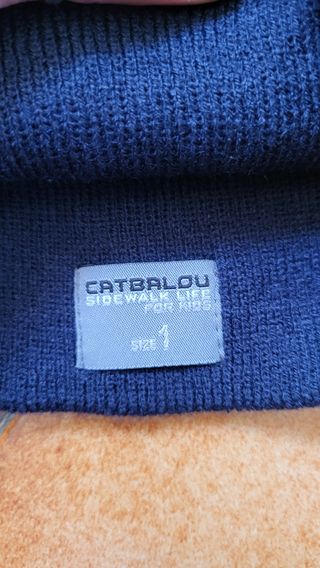 CATBALOU
SIDEWALK LIFE
FOR KIDS
SIZE 1